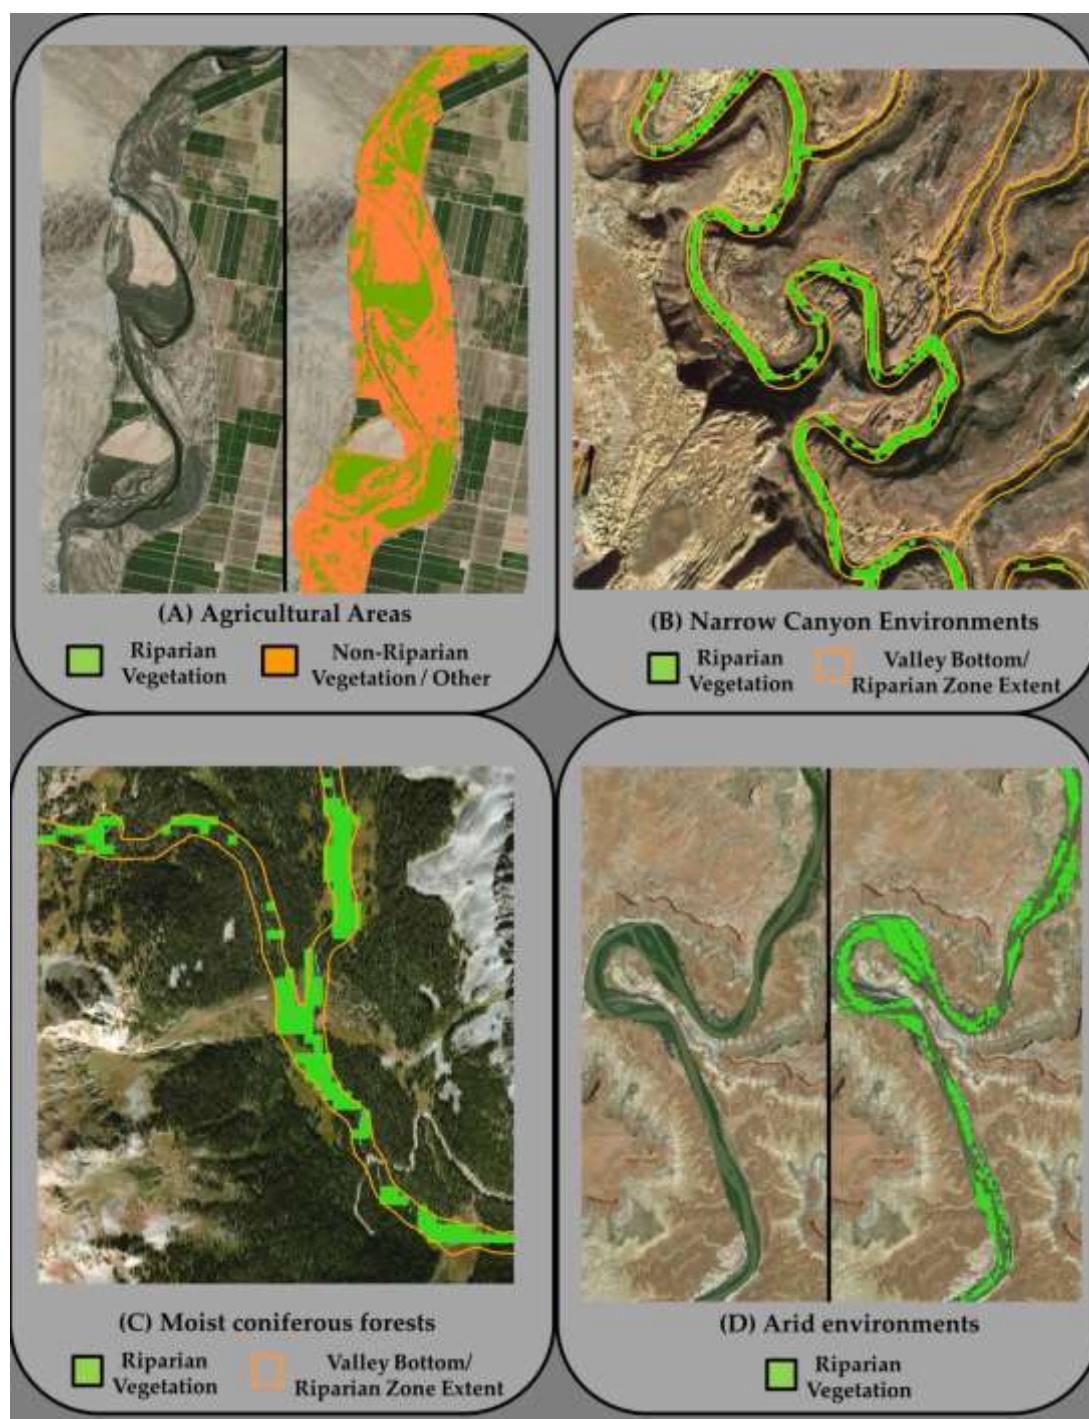 (A) Agricultural Areas
Riparian
Vegetation
Non-Riparian
Vegetation / Other
(B) Narrow Canyon Environments
Riparian
Vegetation
Valley Bottom/
Riparian Zone Extent
(C) Moist coniferous forests
Riparian
Vegetation
Valley Bottom/
Riparian Zone Extent
(D) Arid environments
Riparian
Vegetation